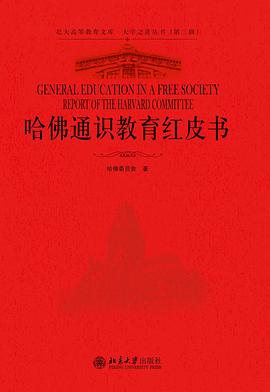 北大高等教育文库·大学之道丛书(第二辑)
GENERAL EDUCATION IN A FREE SOCIETY
REPORT OF THE HARVARD COMMITTEE
哈佛通识教育红皮书
哈佛委员会 著
北京大学出版社
PEKING UNIVERSITY PRESS